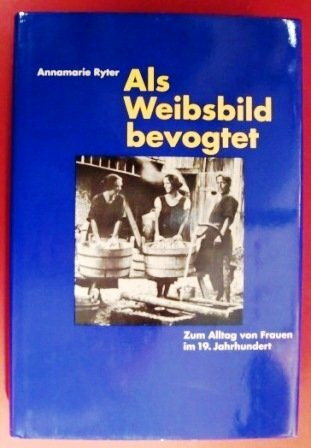 Annamarie Ryter
Als
Weibsbild
bevogtet
Zum Alltag von Frauen
im 19. Jahrhundert